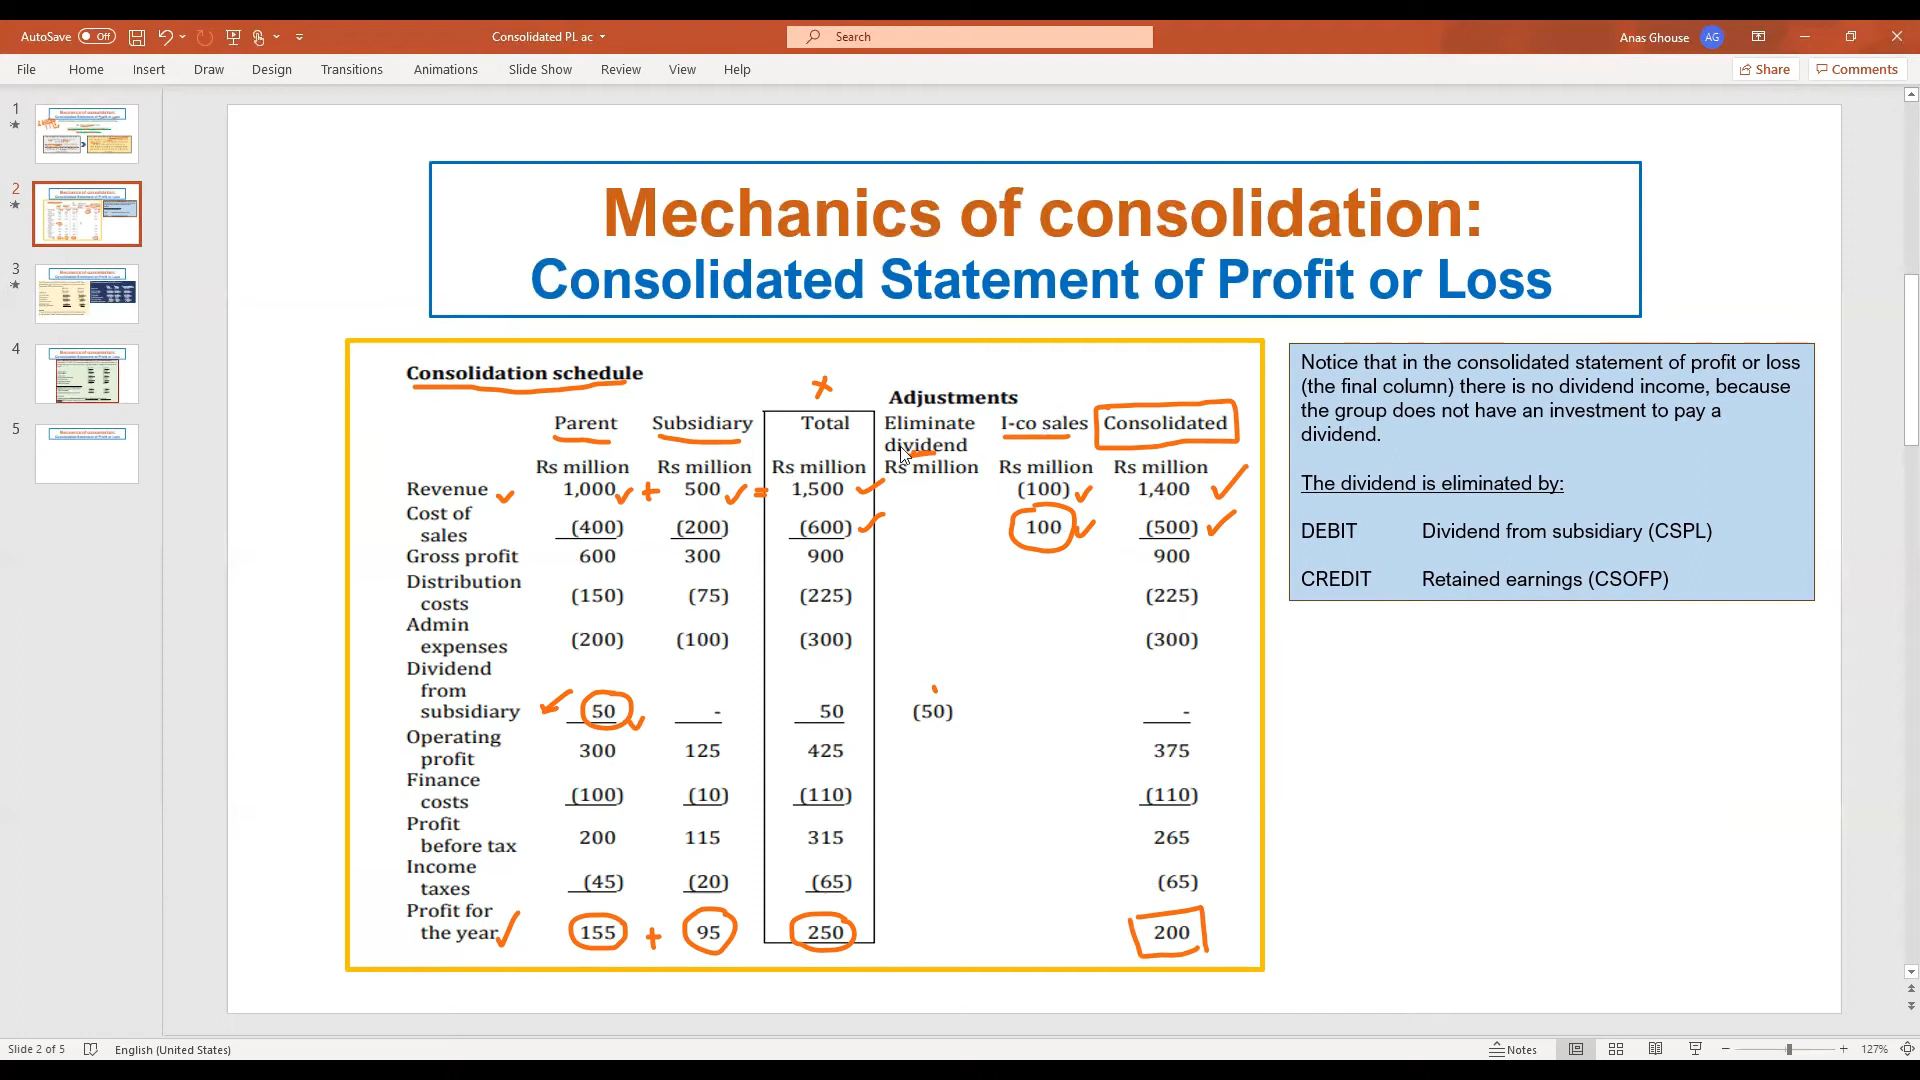 AutoSave Off
Consolidated PL ac
Search
Anas Ghouse AG
File Home Insert Draw Design Transitions Animations Slide Show Review View Help
Share Comments
1
2
3
4
5
Mechanics of consolidation:
Consolidated Statement of Profit or Loss
Consolidation schedule
Adjustments
Parent Subsidiary Total Eliminate dividend I-co sales Consolidated
Rs million Rs million Rs million Rs million Rs million Rs million
Revenue 1,000 + 500 = 1,500 (100) 1,400
Cost of sales (400) (200) (600) 100 (500)
Gross profit 600 300 900 900
Distribution costs (150) (75) (225) (225)
Admin expenses (200) (100) (300) (300)
Dividend from subsidiary 50 - 50 (50) -
Operating profit 300 125 425 375
Finance costs (100) (10) (110) (110)
Profit before tax 200 115 315 265
Income taxes (45) (20) (65) (65)
Profit for the year 155 + 95 250 200
Notice that in the consolidated statement of profit or loss
(the final column) there is no dividend income, because
the group does not have an investment to pay a
dividend.
The dividend is eliminated by:
DEBIT Dividend from subsidiary (CSPL)
CREDIT Retained earnings (CSOFP)
Slide 2 of 5 English (United States) Notes 127%